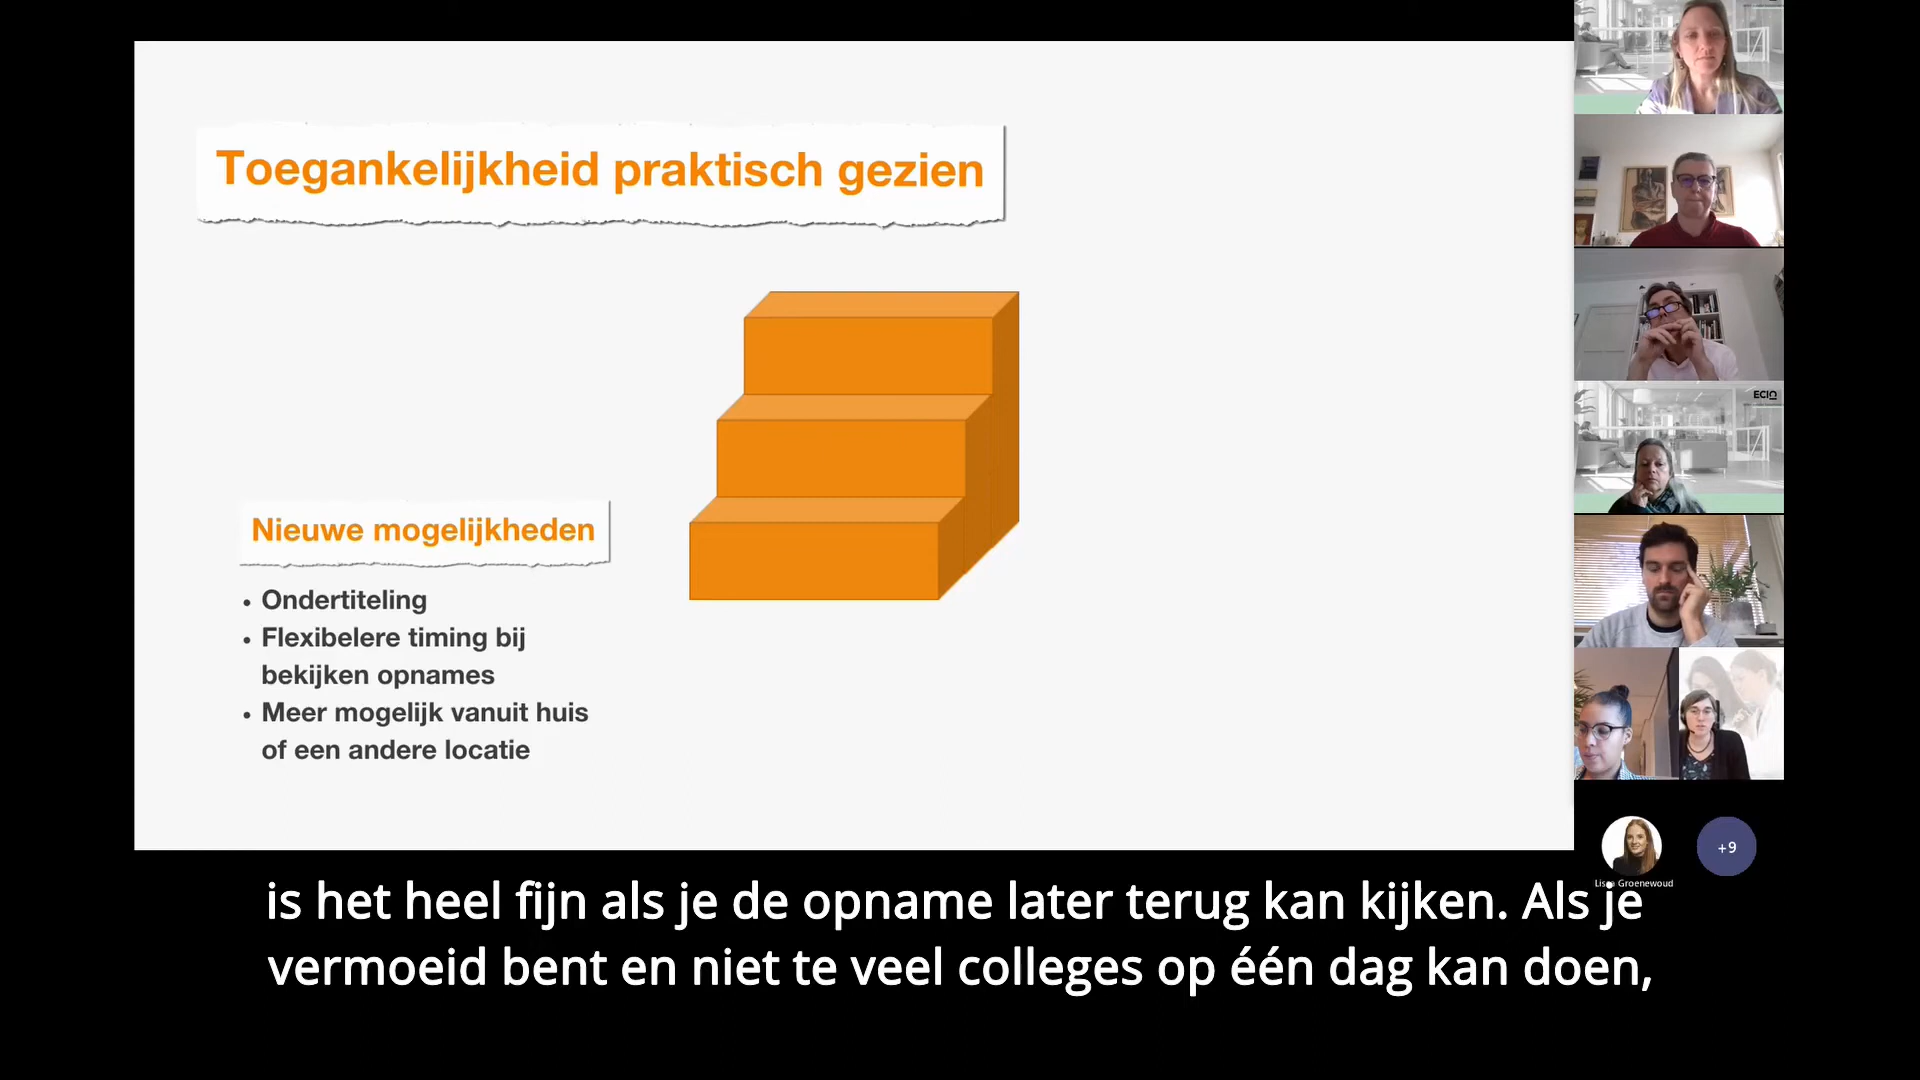 Toegankelijkheid praktisch gezien
ECIO
Nieuwe mogelijkheden
• Ondertiteling
• Flexibelere timing bij
bekijken opnames
• Meer mogelijk vanuit huis
of een andere locatie
+9
Groenewoud
is het heel fijn als je de opname later terug kan kijken. Als je
vermoeid bent en niet te veel colleges op één dag kan doen,